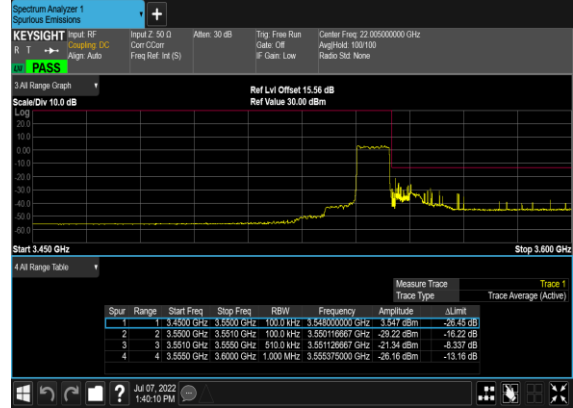 Spectrum Analyzer 1
Spurious Emissions
KEYSIGHT Input: RF Input Z: 50 Ω Atten: 30 dB Trig: Free Run Center Freq: 22.005000000 GHz
R T Coupling: DC Corr CCorr Gate: Off Avg|Hold: 100/100
Align: Auto Freq Ref: Int (S) IF Gain: Low Radio Std: None
PASS
3 All Range Graph
Ref Lvl Offset 15.56 dB
Scale/Div 10.0 dB Ref Value 30.00 dBm
Log
20.0
10.0
0.00
-10.0
-20.0
-30.0
-40.0
-50.0
-60.0
Start 3.450 GHz Stop 3.600 GHz
4 All Range Table
Measure Trace Trace 1
Trace Type Trace Average (Active)
Spur Range Start Freq Stop Freq RBW Frequency Amplitude ΔLimit
1 1 3.4500 GHz 3.5500 GHz 100.0 kHz 3.548000000 GHz 3.547 dBm -26.45 dB
2 2 3.5500 GHz 3.5510 GHz 100.0 kHz 3.550116667 GHz -29.22 dBm -16.22 dB
3 3 3.5510 GHz 3.5550 GHz 510.0 kHz 3.551126667 GHz -21.34 dBm -8.337 dB
4 4 3.5550 GHz 3.6000 GHz 1.000 MHz 3.555375000 GHz -26.16 dBm -13.16 dB
? Jul 07, 2022
1:40:10 PM